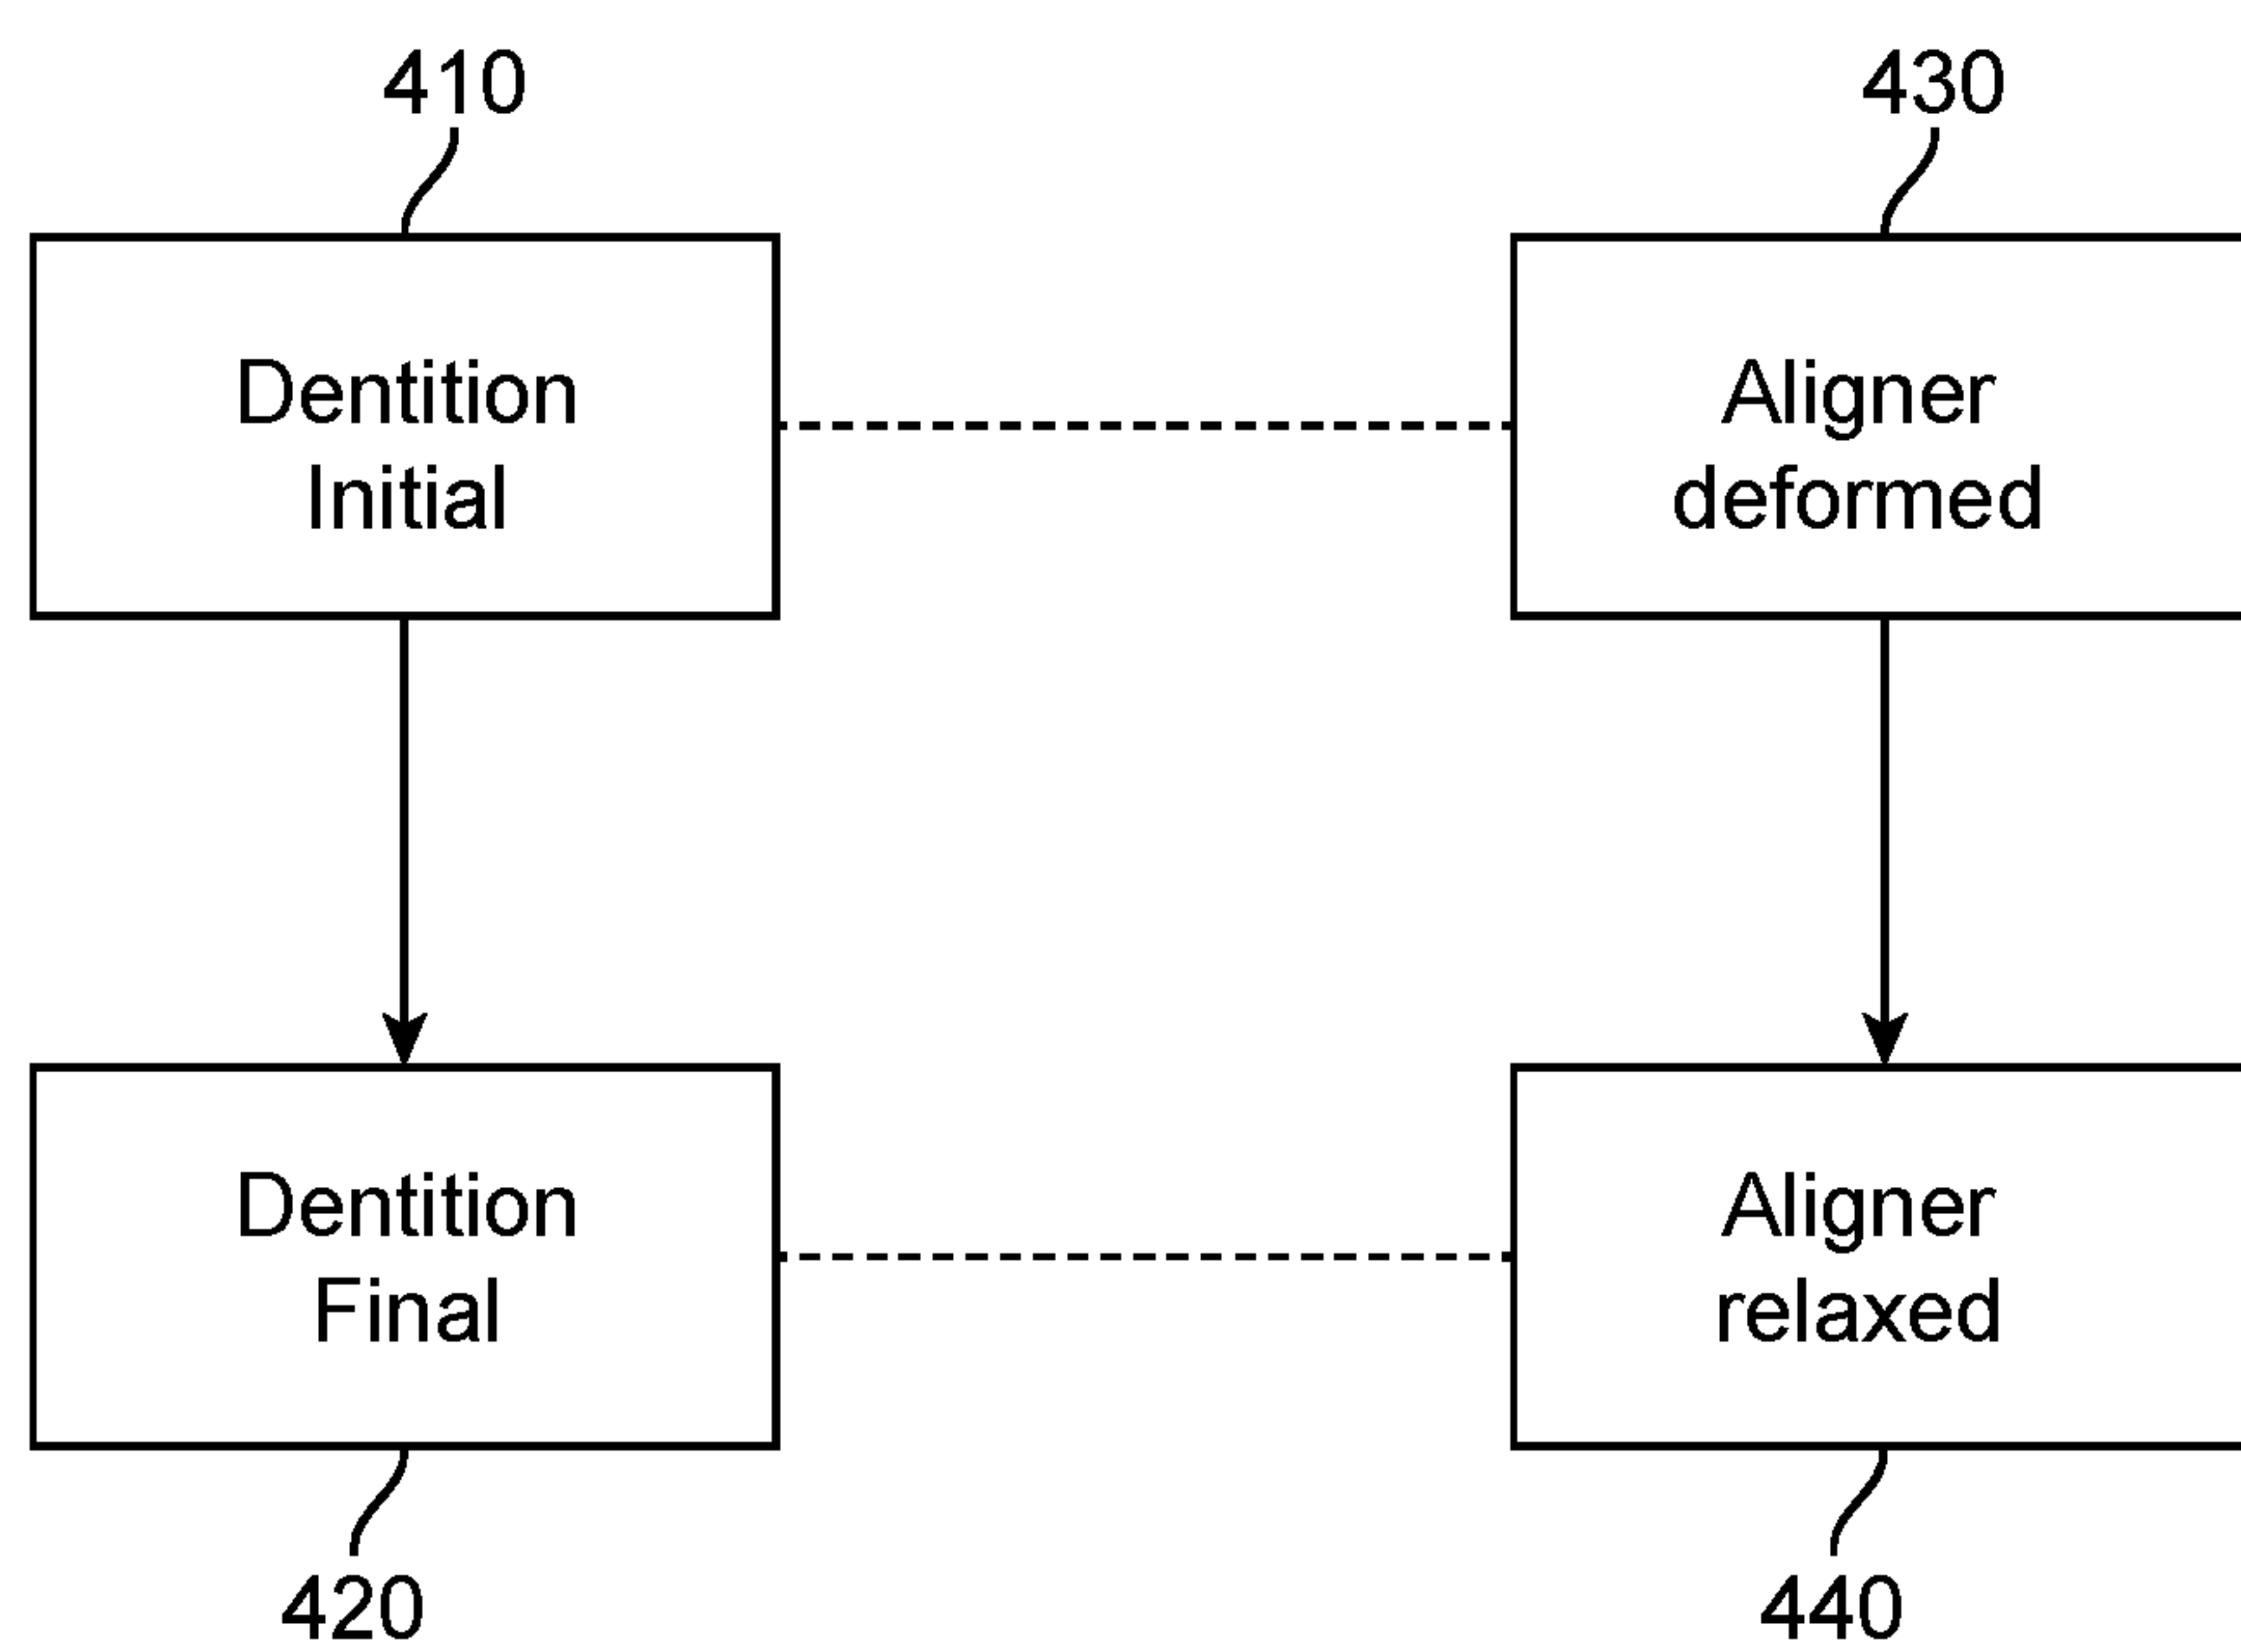 410
430
Dentition
Initial
Aligner
deformed
Dentition
Final
Aligner
relaxed
420
440